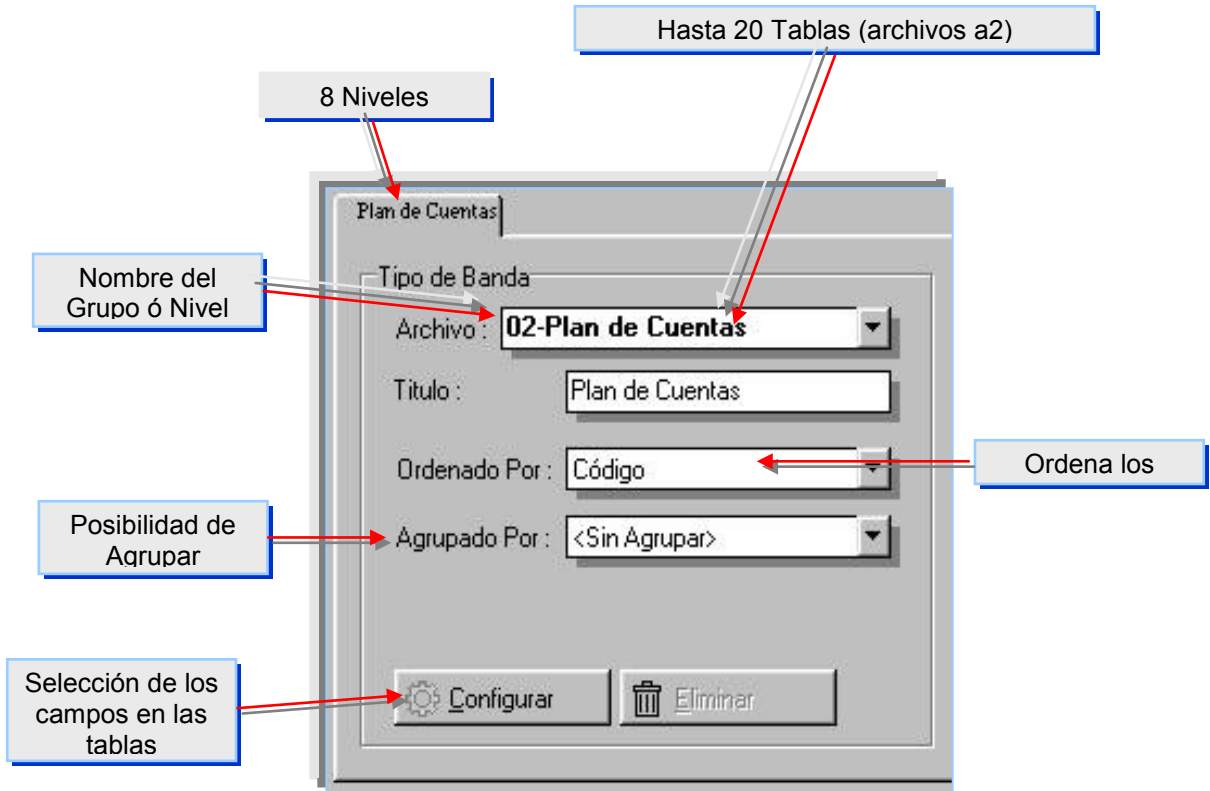 Hasta 20 Tablas (archivos a2)
8 Niveles
Plan de Cuentas
Nombre del
Grupo ó Nivel
Tipo de Banda
Archivo : 02-Plan de Cuentas
Titulo : Plan de Cuentas
Ordenado Por : Código
Ordena los
Posibilidad de
Agrupar
Agrupado Por : <Sin Agrupar>
Selección de los
campos en las
tablas
Configurar Eliminar